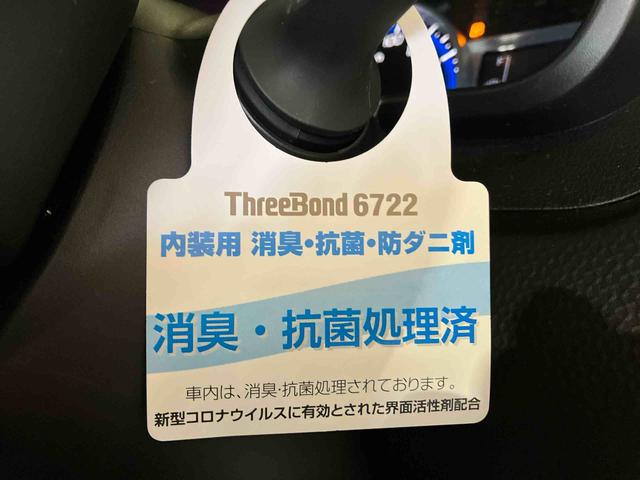 ThreeBond 6722
内装用 消臭・抗菌・防ダニ剤
消臭・抗菌処理済
車内は、消臭・抗菌処理されております。
新型コロナウイルスに有効とされた界面活性剤配合